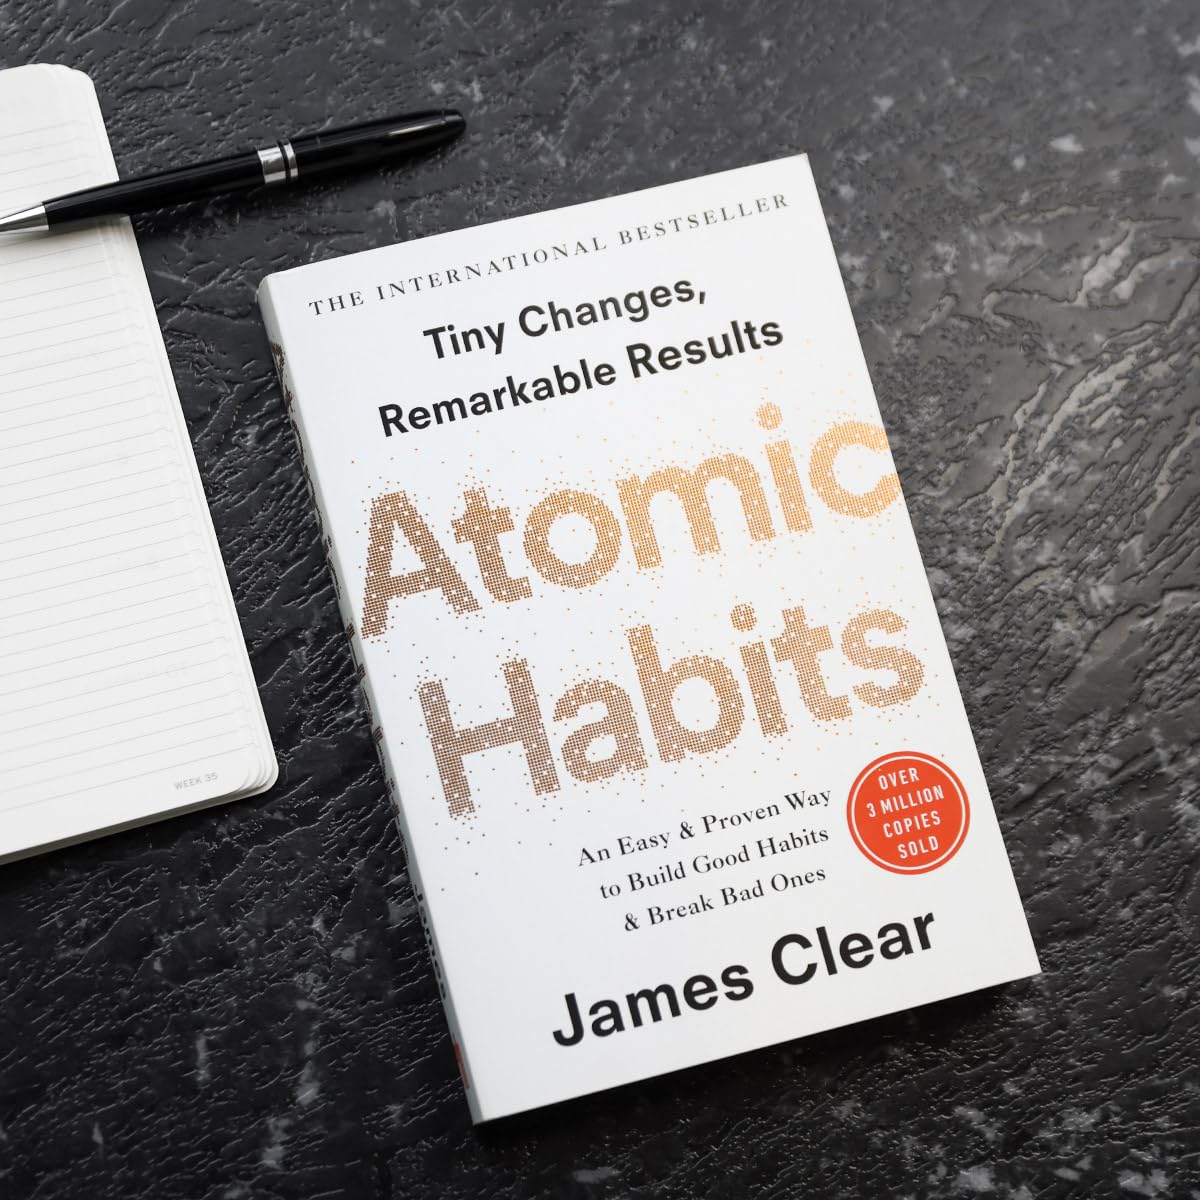 THE INTERNATIONAL BESTSELLER
Tiny Changes,
Remarkable Results
Atomic
Habits
An Easy & Proven Way
to Build Good Habits
& Break Bad Ones
OVER
3 MILLION
COPIES
SOLD
James Clear
WEEK 35